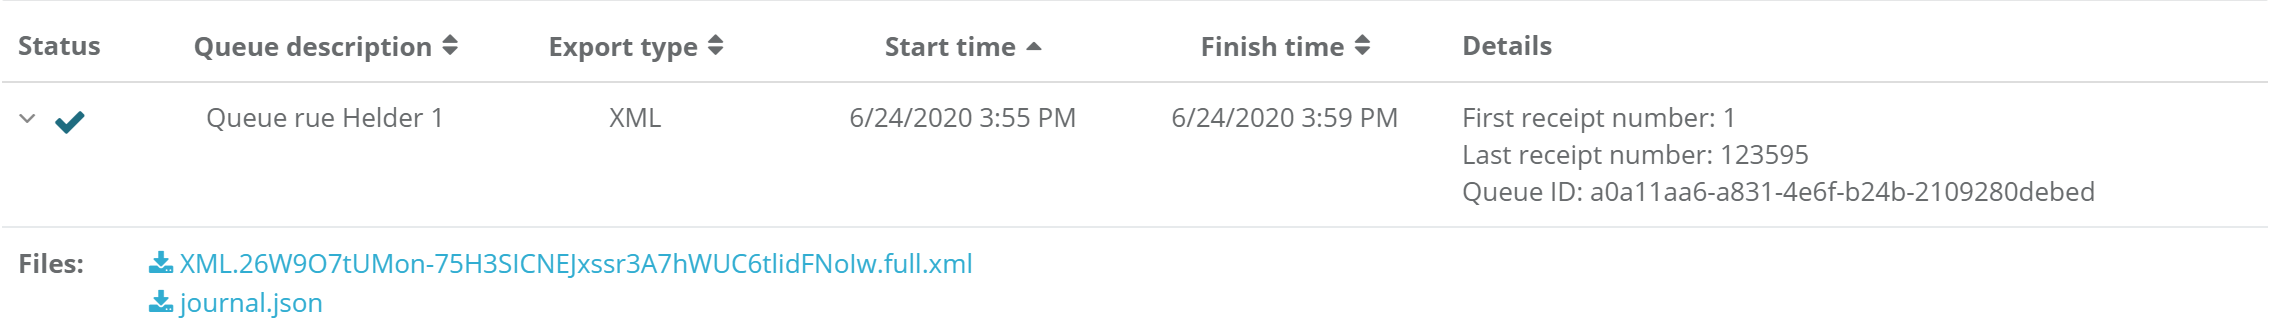 Status Queue description Export type Start time Finish time Details
Queue rue Helder 1 XML 6/24/2020 3:55 PM 6/24/2020 3:59 PM First receipt number: 1
Last receipt number: 123595
Queue ID: a0a11aa6-a831-4e6f-b24b-2109280debed
Files: XML.26W9O7tUMon-75H3SICNEJxssr3A7hWUC6tlidFNoIw.full.xml
journal.json